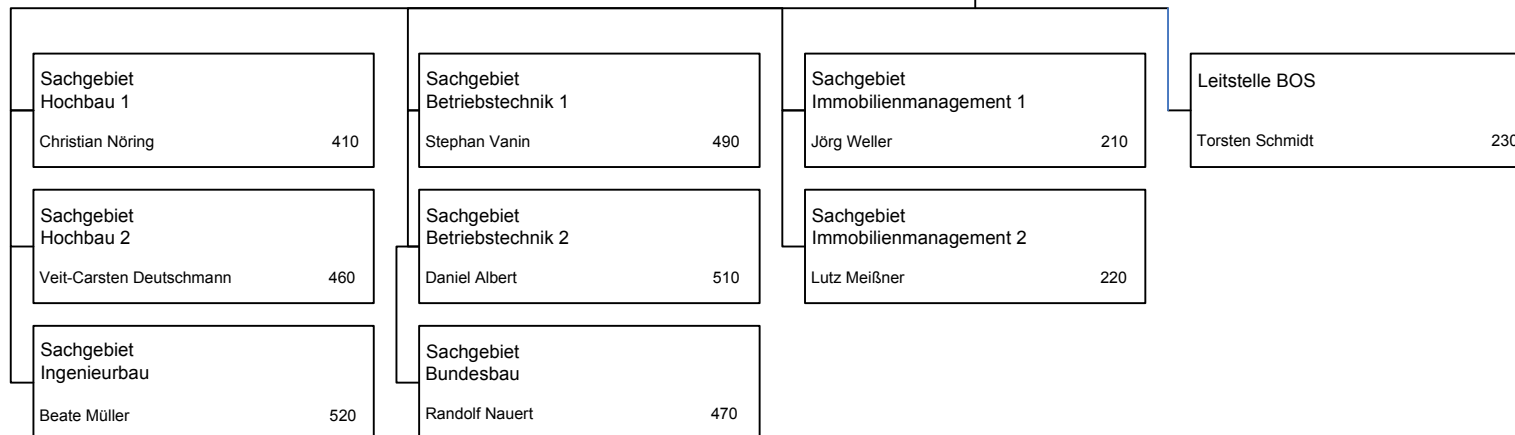 Sachgebiet
Hochbau 1
Christian Nöring 410
Sachgebiet
Hochbau 2
Veit-Carsten Deutschmann 460
Sachgebiet
Ingenieurbau
Beate Müller 520
Sachgebiet
Betriebstechnik 1
Stephan Vanin 490
Sachgebiet
Betriebstechnik 2
Daniel Albert 510
Sachgebiet
Bundesbau
Randolf Nauert 470
Sachgebiet
Immobilienmanagement 1
Jörg Weller 210
Sachgebiet
Immobilienmanagement 2
Lutz Meißner 220
Leitstelle BOS
Torsten Schmidt 230